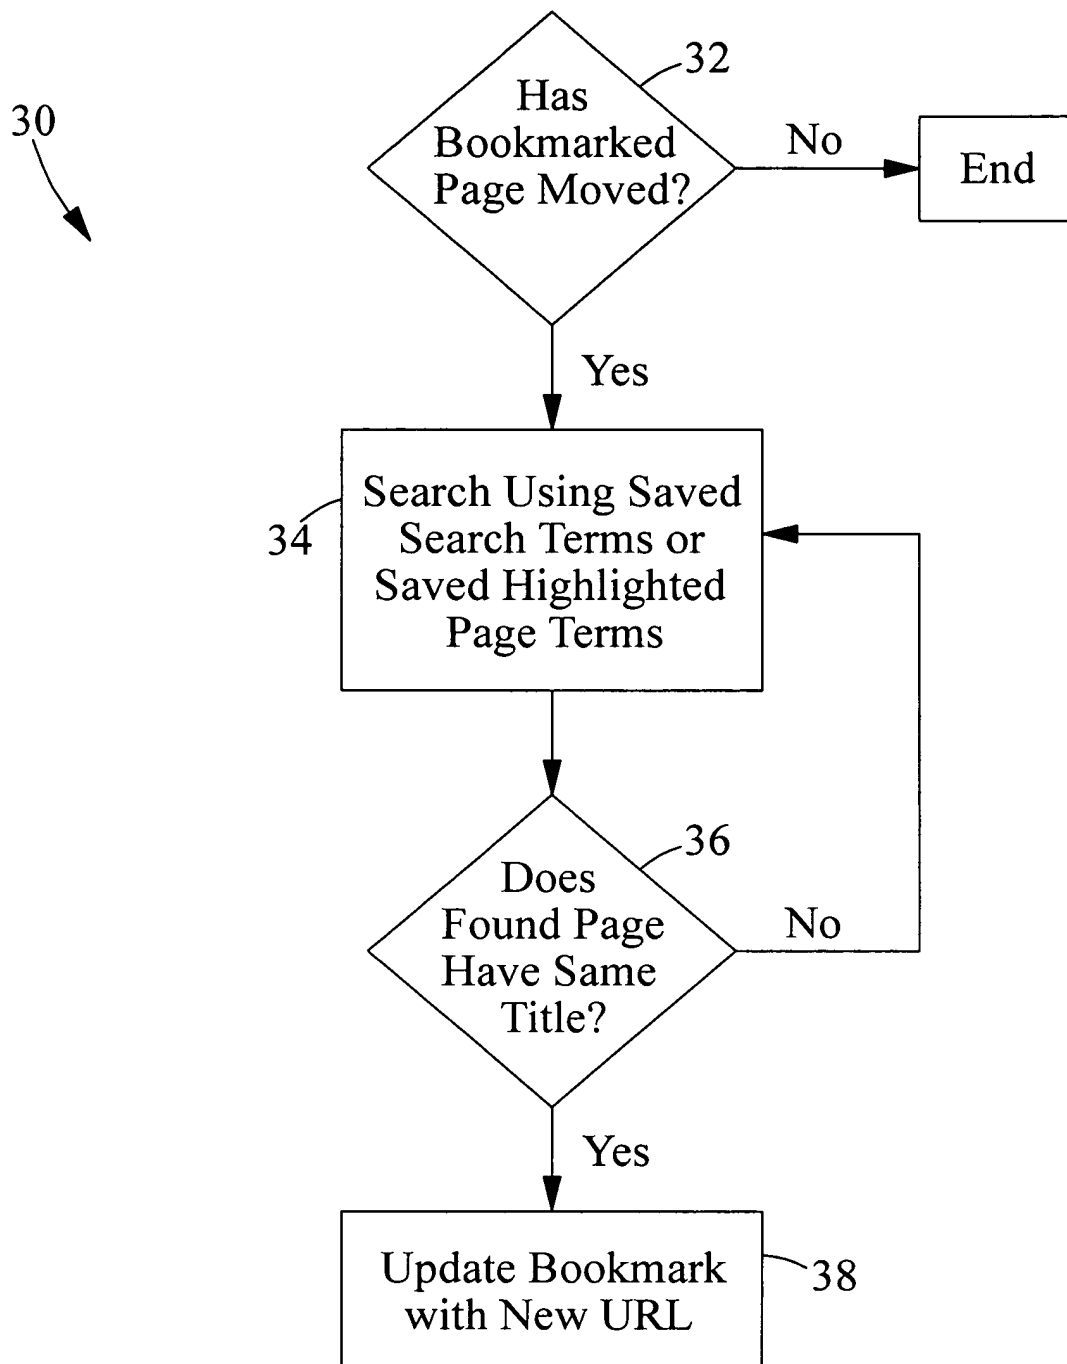 32
Has
Bookmarked
Page Moved?
No
End
30
Yes
34
Search Using Saved
Search Terms or
Saved Highlighted
Page Terms
36
Does
Found Page
Have Same
Title?
No
Yes
Update Bookmark
with New URL
38